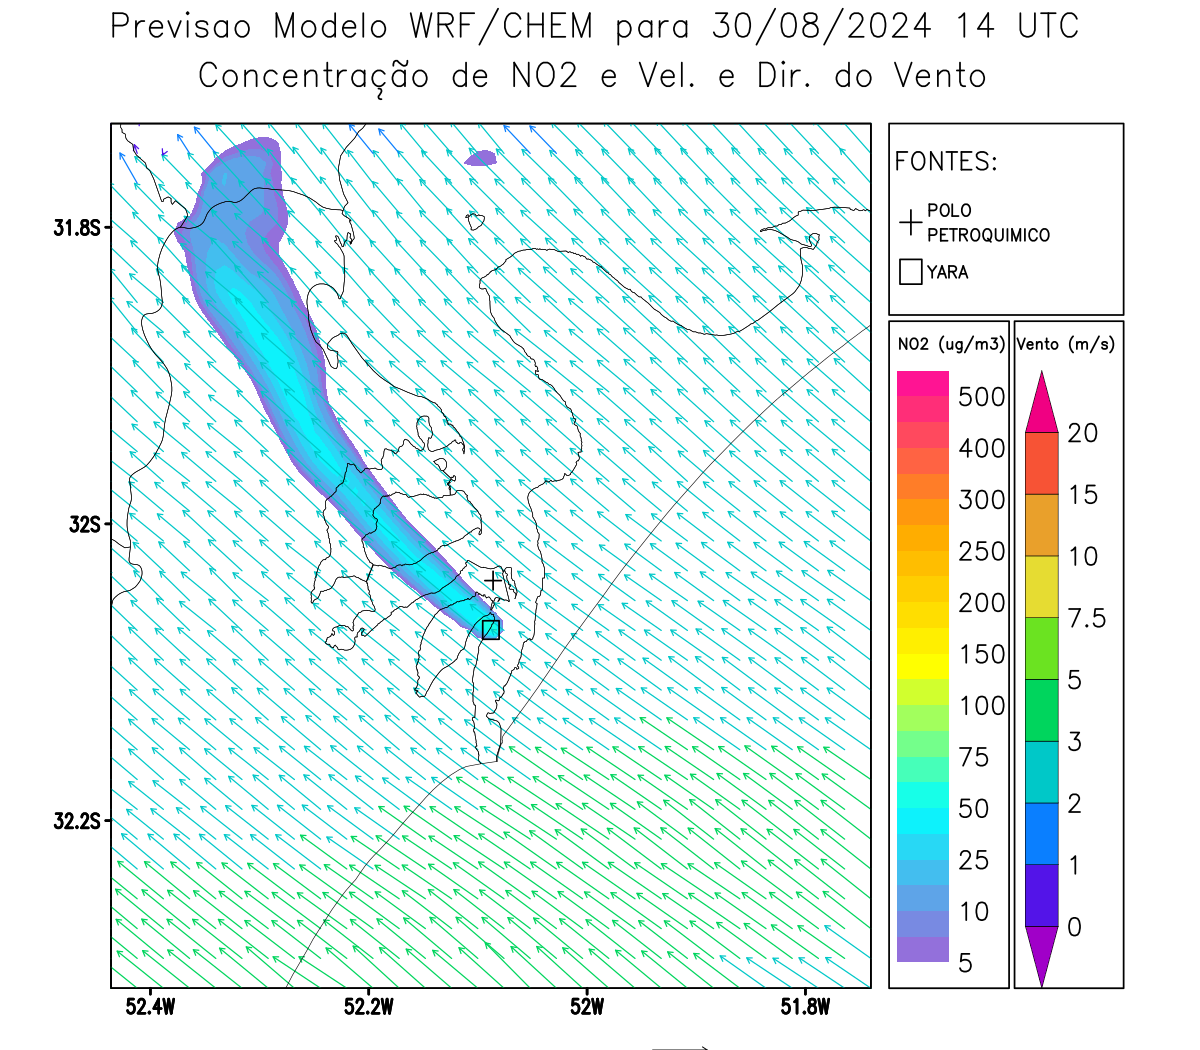 Previsao Modelo WRF/CHEM para 30/08/2024 14 UTC
Concentração de NO2 e Vel. e Dir. do Vento
FONTES:
POLO
PETROQUIMICO
YARA
NO2 (ug/m3)
500
400
300
250
200
150
100
75
50
25
10
5
Vento (m/s)
20
15
10
7.5
5
3
2
1
0
31.8S
32S
32.2S
52.4W
52.2W
52W
51.8W